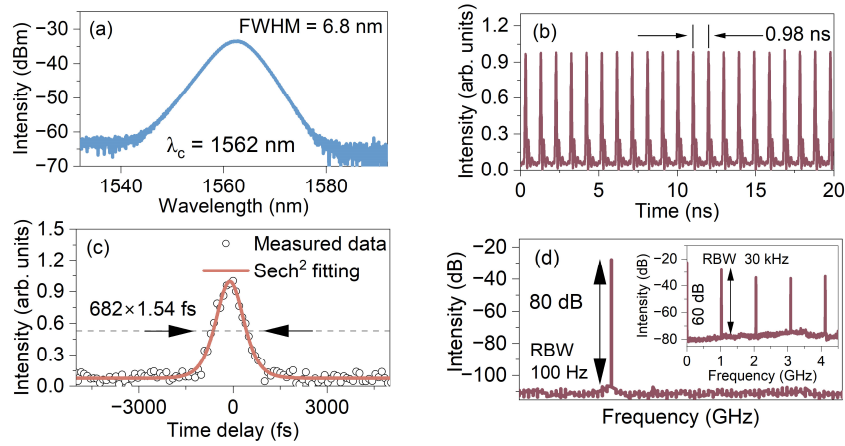 (a)
FWHM = 6.8 nm
λc = 1562 nm
Intensity (dBm)
−30
−40
−50
−60
−70
1540
1560
1580
Wavelength (nm)
(b)
0.98 ns
Intensity (arb. units)
1.2
0.9
0.6
0.3
0.0
0
5
10
15
20
Time (ns)
(c)
Measured data
Sech² fitting
682×1.54 fs
Intensity (arb. units)
1.5
1.2
0.9
0.6
0.3
0.0
−3000
0
3000
Time delay (fs)
(d)
80 dB
RBW
100 Hz
Intensity (dB)
−20
−40
−60
−80
−100
Frequency (GHz)
RBW 30 kHz
60 dB
Intensity (dB)
−20
−40
−60
−80
0
1
2
3
4
Frequency (GHz)